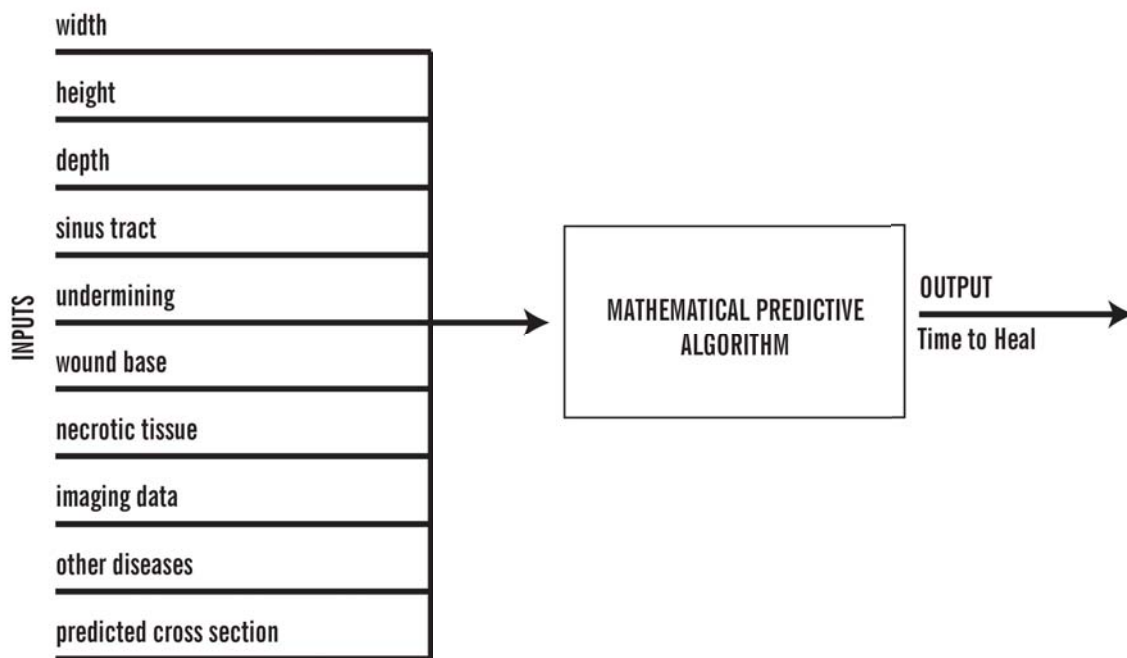 INPUTS
width
height
depth
sinus tract
undermining
wound base
necrotic tissue
imaging data
other diseases
predicted cross section
MATHEMATICAL PREDICTIVE
ALGORITHM
OUTPUT
Time to Heal